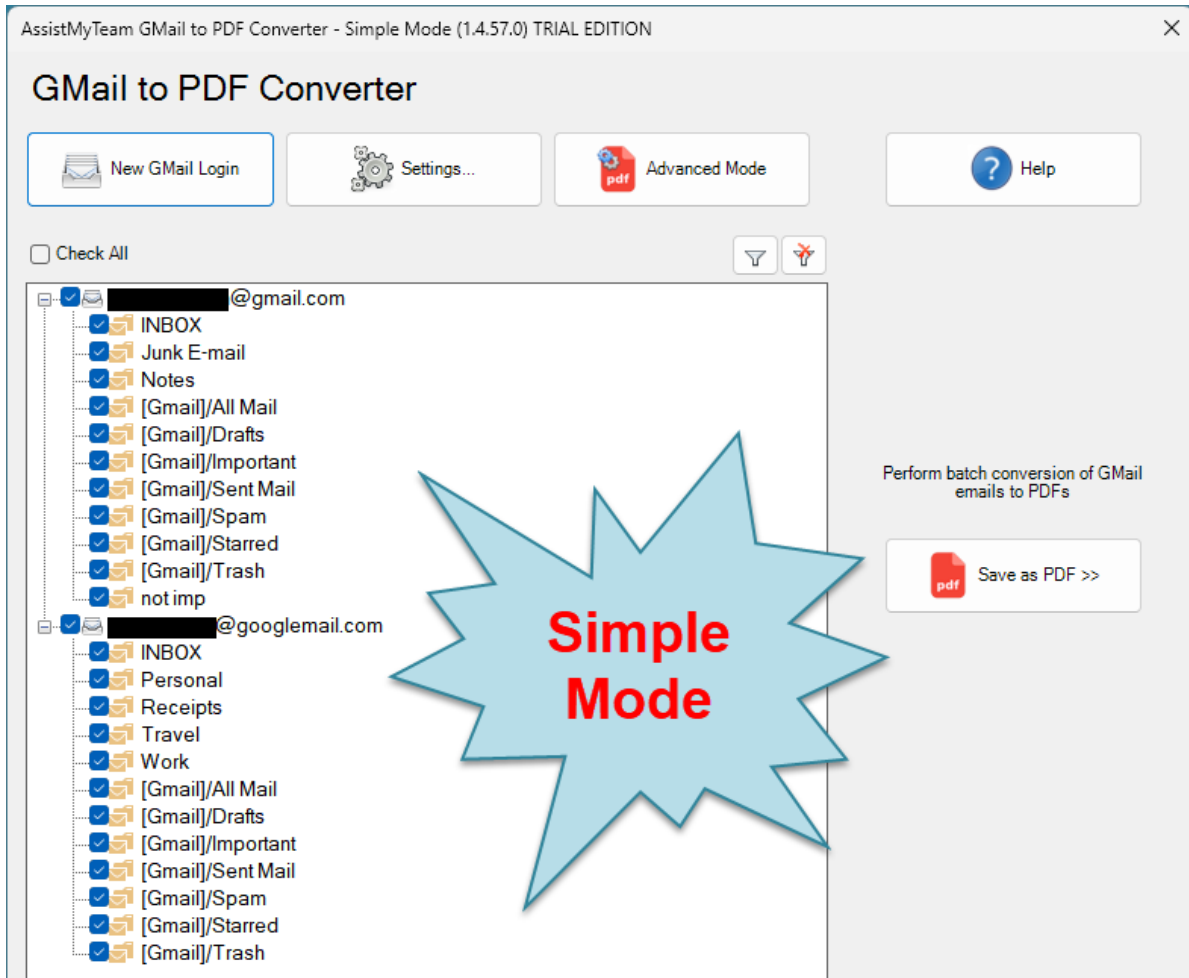 AssistMyTeam GMail to PDF Converter - Simple Mode (1.4.57.0) TRIAL EDITION
GMail to PDF Converter
New GMail Login
Settings...
pdf
Advanced Mode
?
Help
Check All
@gmail.com
INBOX
Junk E-mail
Notes
[Gmail]/All Mail
[Gmail]/Drafts
[Gmail]/Important
[Gmail]/Sent Mail
[Gmail]/Spam
[Gmail]/Starred
[Gmail]/Trash
not imp
@googlemail.com
INBOX
Personal
Receipts
Travel
Work
[Gmail]/All Mail
[Gmail]/Drafts
[Gmail]/Important
[Gmail]/Sent Mail
[Gmail]/Spam
[Gmail]/Starred
[Gmail]/Trash
Simple
Mode
Perform batch conversion of GMail
emails to PDFs
pdf
Save as PDF >>